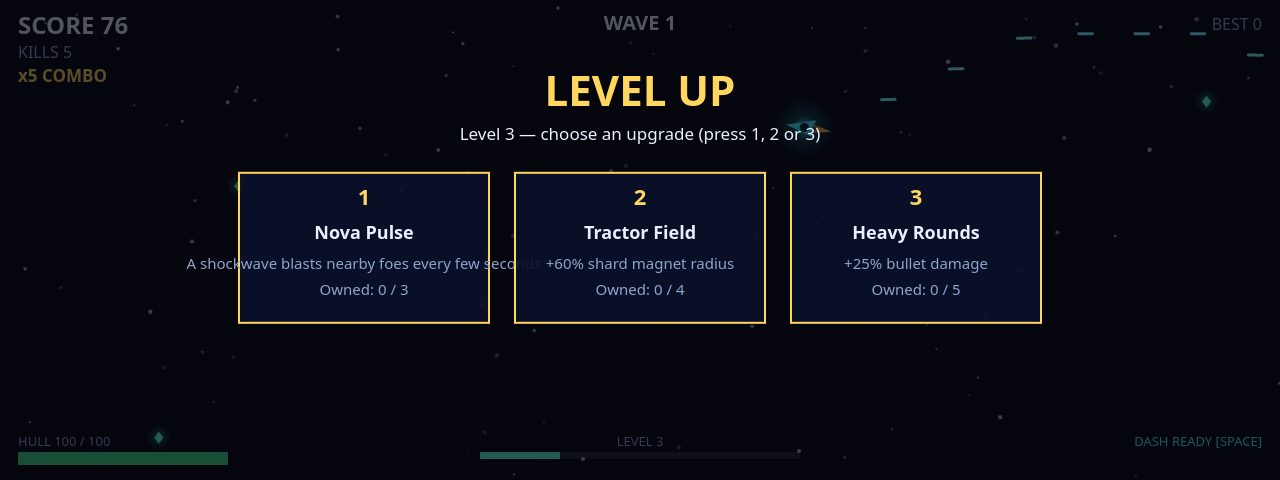 SCORE 76
WAVE 1
BEST 0
KILLS 5
x5 COMBO
LEVEL UP
Level 3 — choose an upgrade (press 1, 2 or 3)
1
Nova Pulse
A shockwave blasts nearby foes every few seconds
Owned: 0 / 3
2
Tractor Field
+60% shard magnet radius
Owned: 0 / 4
3
Heavy Rounds
+25% bullet damage
Owned: 0 / 5
HULL 100 / 100
LEVEL 3
DASH READY [SPACE]